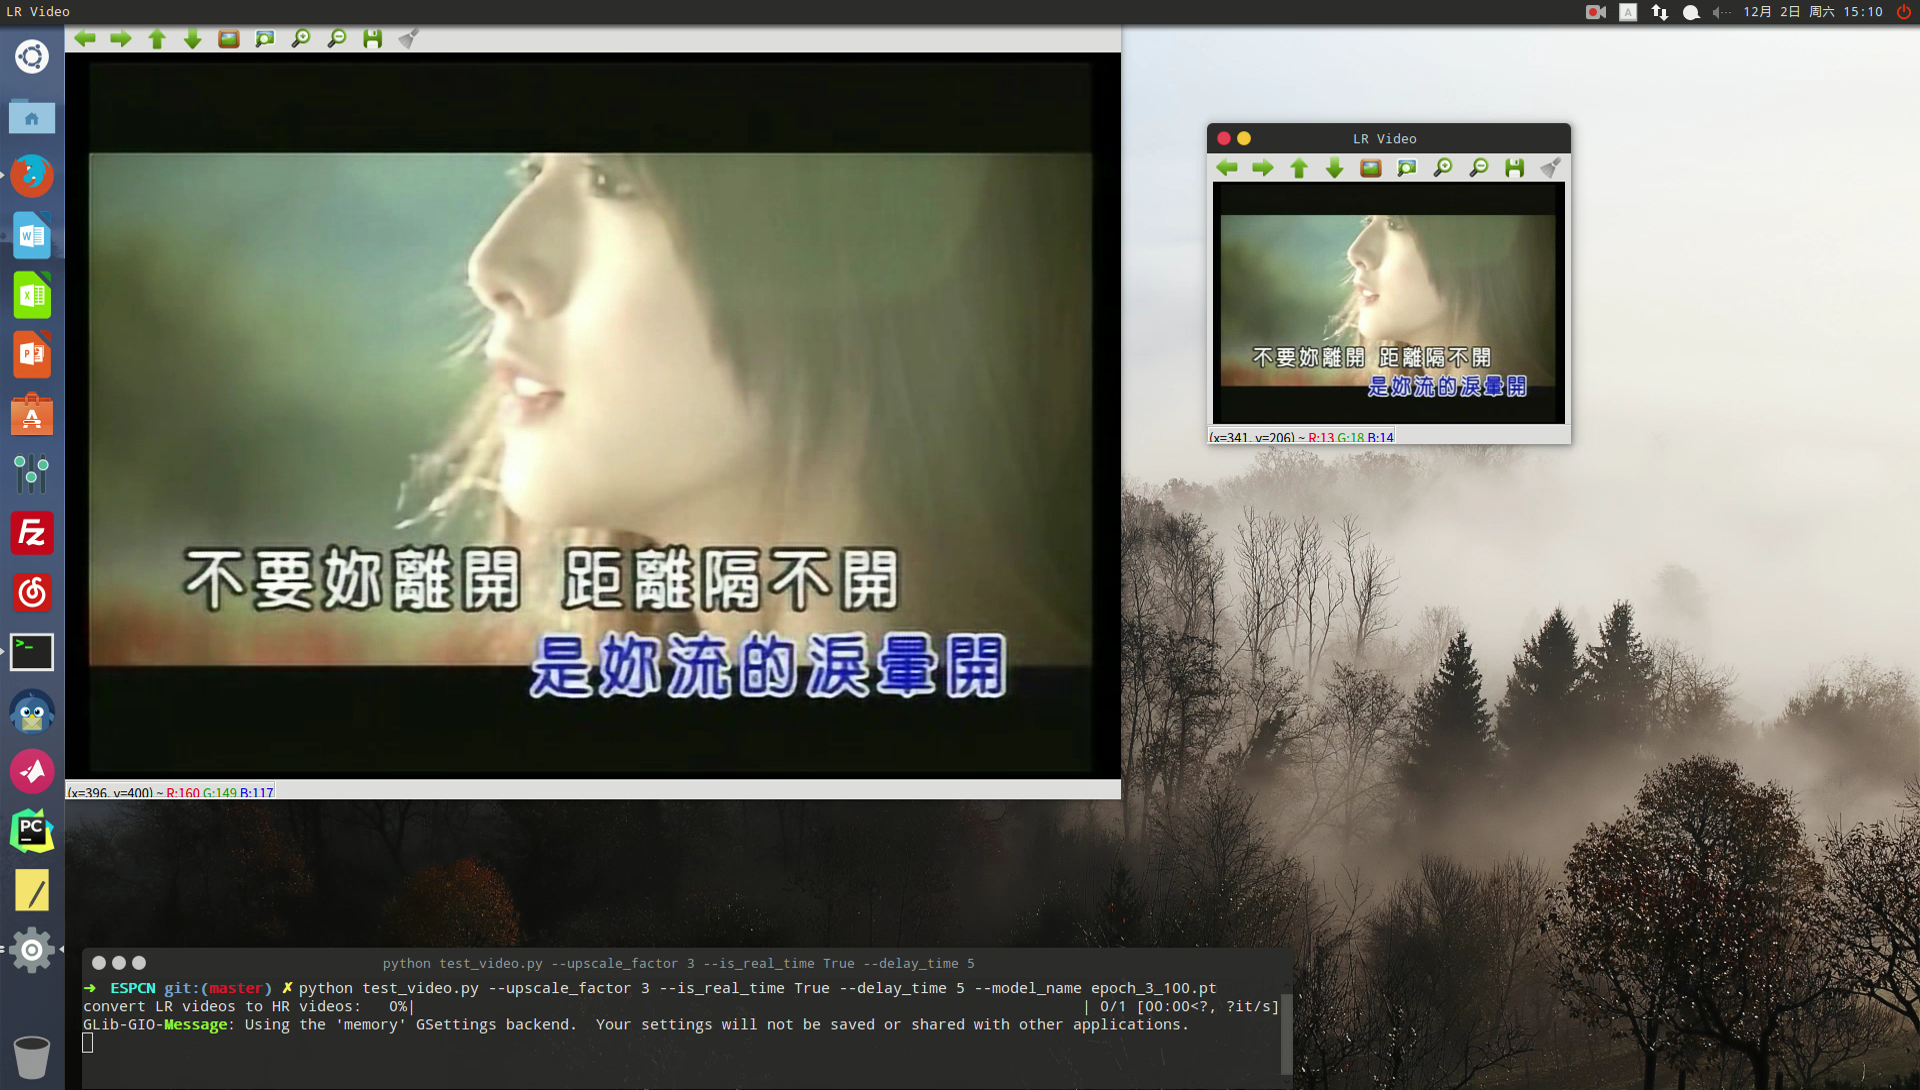 LR Video
12月 2日 周六 15:10
不要妳離開 距離隔不開
是妳流的淚暈開
(x=396, y=400) ~ R:160 G:149 B:117
LR Video
不要妳離開 距離隔不開
是妳流的淚暈開
(x=341, y=206) ~ R:13 G:18 B:14
python test_video.py --upscale_factor 3 --is_real_time True --delay_time 5
➜ ESPCN git:(master) ✗ python test_video.py --upscale_factor 3 --is_real_time True --delay_time 5 --model_name epoch_3_100.pt
convert LR videos to HR videos: 0%| | 0/1 [00:00<?, ?it/s]
GLib-GIO-Message: Using the 'memory' GSettings backend. Your settings will not be saved or shared with other applications.
A
W
X
P
A
Fz
>_
PC